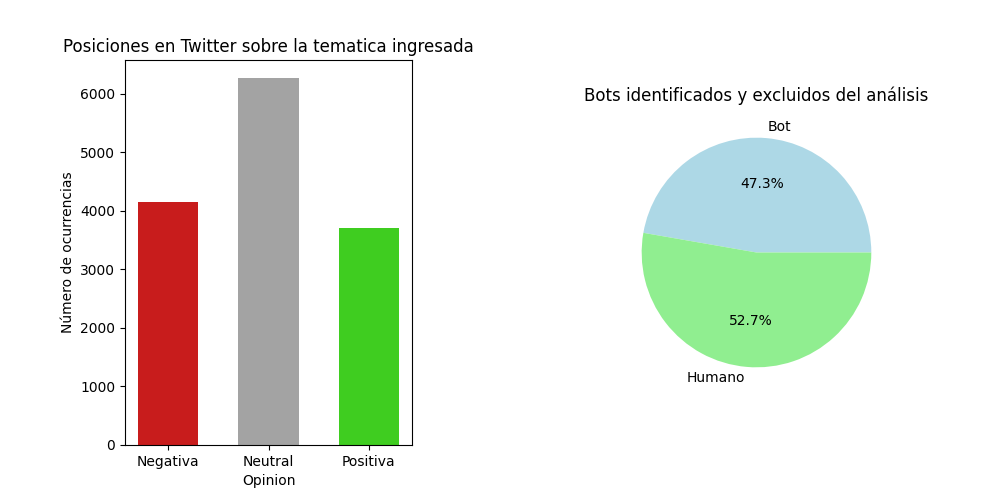 Posiciones en Twitter sobre la tematica ingresada
Número de ocurrencias
6000
5000
4000
3000
2000
1000
0
Negativa
Neutral
Positiva
Opinion
Bots identificados y excluidos del análisis
Bot
47.3%
52.7%
Humano